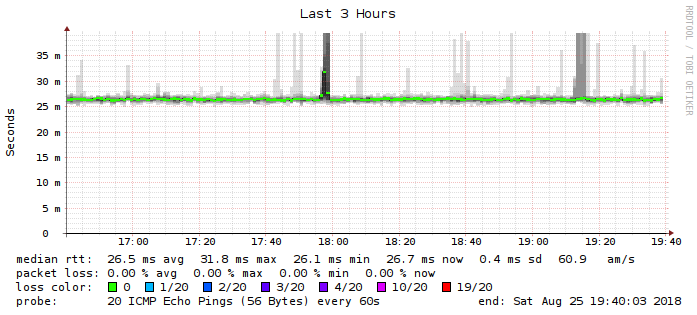 Last 3 Hours
RRDTOOL / TOBI OETIKER
Seconds
35 m
30 m
25 m
20 m
15 m
10 m
5 m
0
17:00 17:20 17:40 18:00 18:20 18:40 19:00 19:20 19:40
median rtt: 26.5 ms avg 31.8 ms max 26.1 ms min 26.7 ms now 0.4 ms sd 60.9 am/s
packet loss: 0.00 % avg 0.00 % max 0.00 % min 0.00 % now
loss color: 0 1/20 2/20 3/20 4/20 10/20 19/20
probe: 20 ICMP Echo Pings (56 Bytes) every 60s end: Sat Aug 25 19:40:03 2018